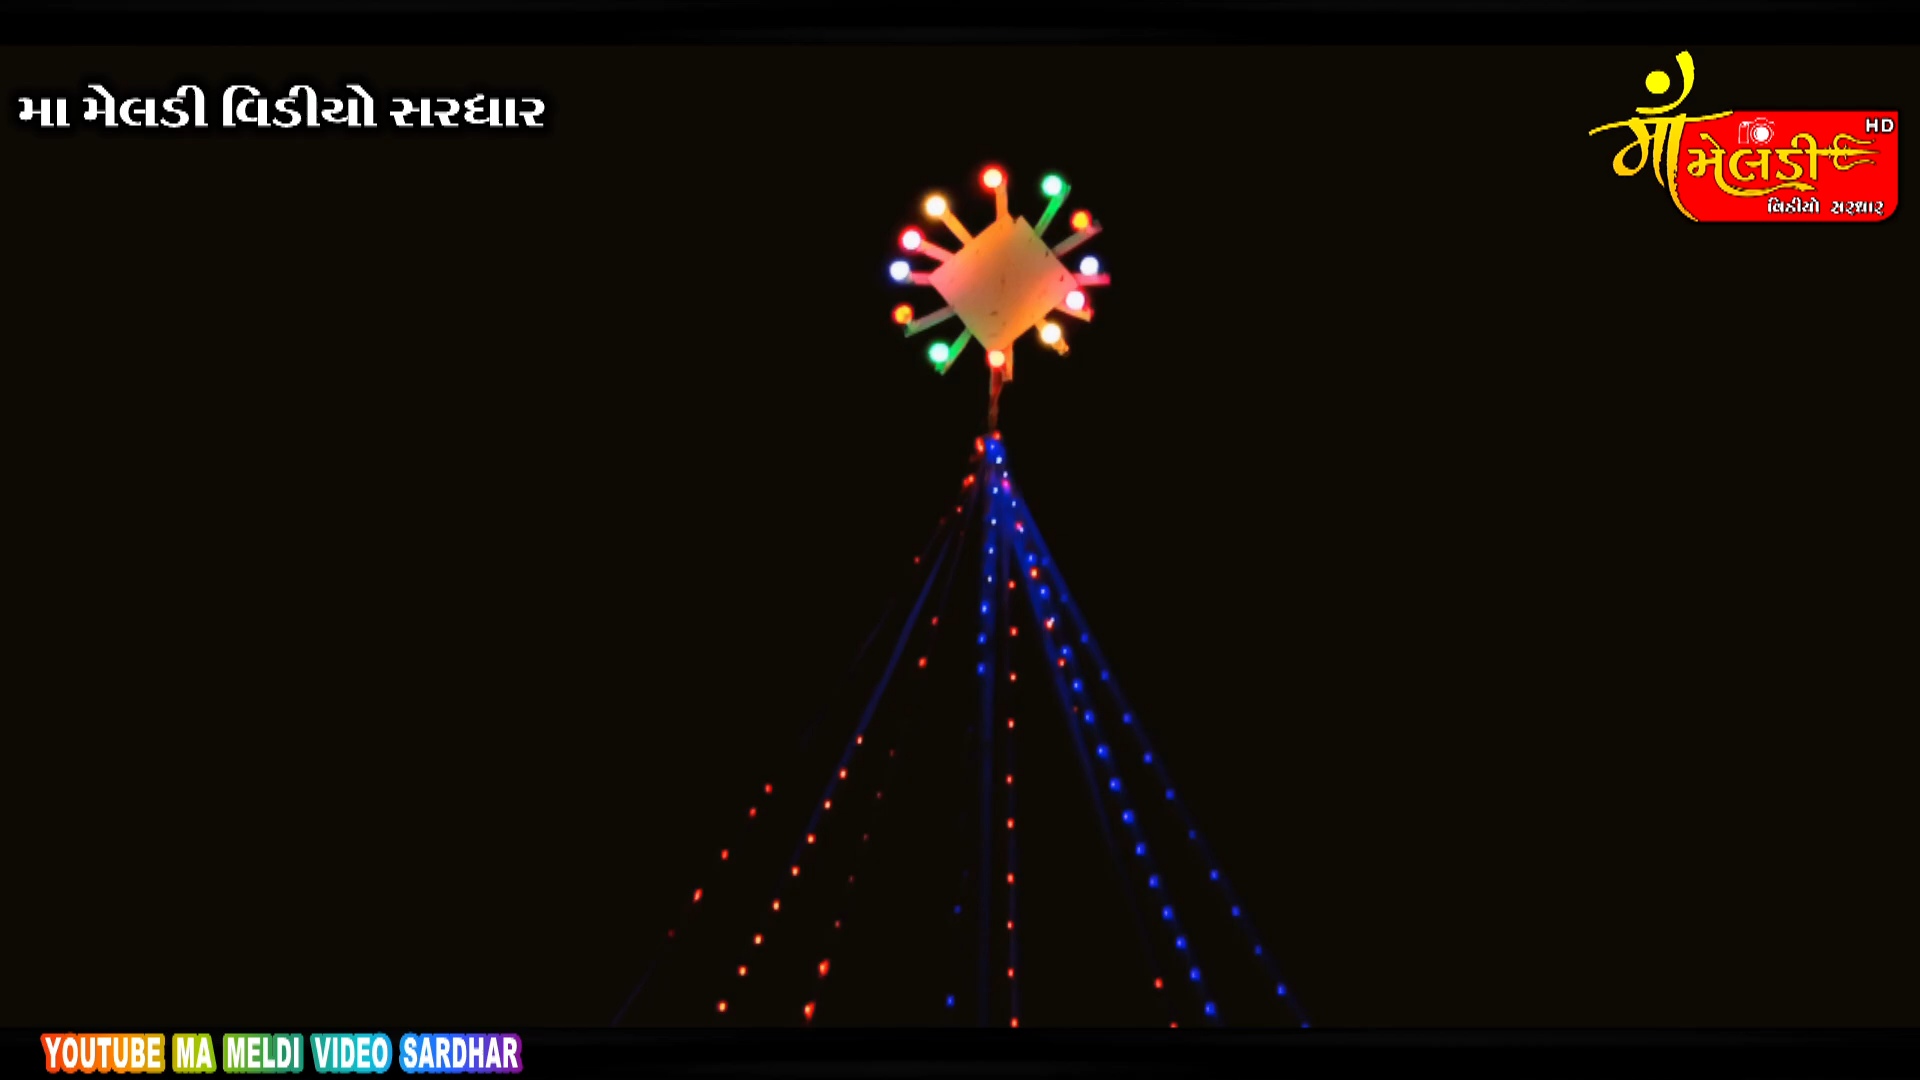 મા મેલડી વિડીયો સરધાર
HD
માઁ
મેલડી
વિડીયો સરધાર
YOUTUBE MA MELDI VIDEO SARDHAR